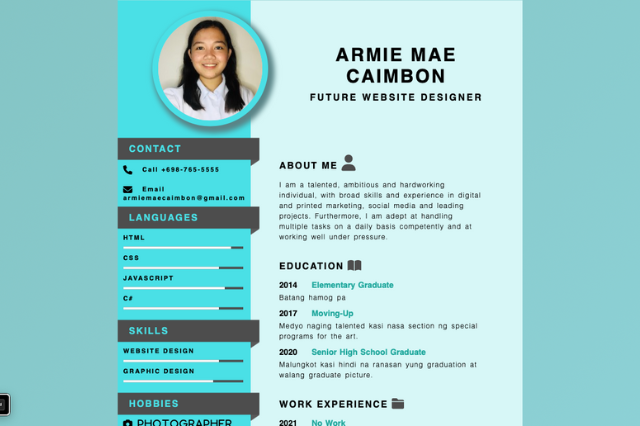 ARMIE MAE
CAIMBON
FUTURE WEBSITE DESIGNER
CONTACT
Call +698-765-5555
Email
armiemaecaimbon@gmail.com
LANGUAGES
HTML
CSS
JAVASCRIPT
C#
SKILLS
WEBSITE DESIGN
GRAPHIC DESIGN
HOBBIES
PHOTOGRAPHER
ABOUT ME
I am a talented, ambitious and hardworking
individual, with broad skills and experience in digital
and printed marketing, social media and leading
projects. Furthermore, I am adept at handling
multiple tasks on a daily basis competently and at
working well under pressure.
EDUCATION
2014 Elementary Graduate
Batang hamog pa
2017 Moving-Up
Medyo naging talented kasi nasa section ng special
programs for the art.
2020 Senior High School Graduate
Malungkot kasi hindi na ranasan yung graduation at
walang graduate picture.
WORK EXPERIENCE
2021 No Work